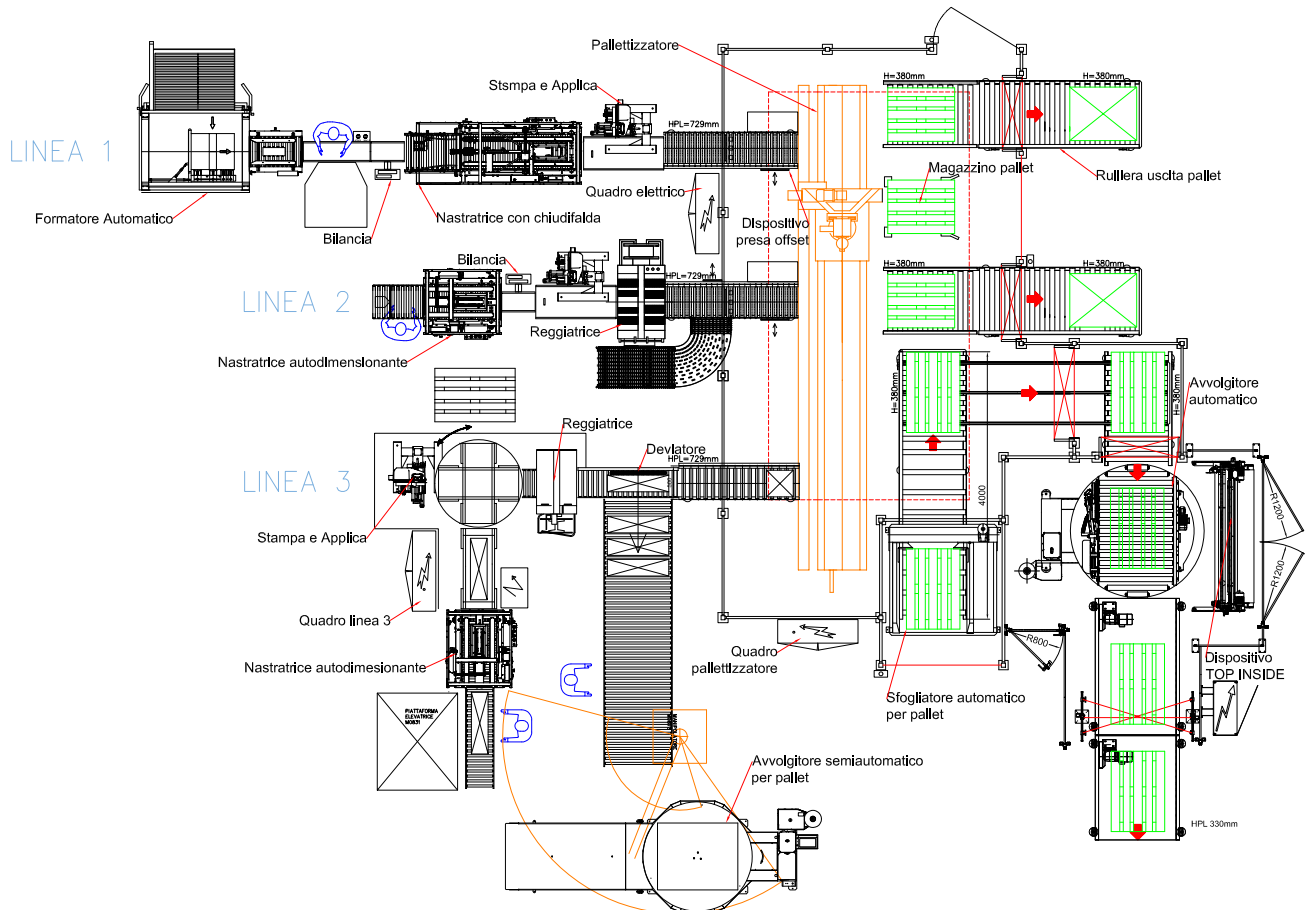 Pallettizzatore
H=380mm
H=380mm
Stsmpa e Applica
HPL=729mm
LINEA 1
Formatore Automatico
Bilancia
Nastratrice con chiudifalda
Quadro elettrico
Magazzino pallet
Rulllera uscIta pallet
DIsposItIvo
presa offset
Bilancia
HPL=729mm
H=380mm
H=380mm
LINEA 2
Reggiatrice
Nastratrice autodImensIonante
Avvolgitore
automatico
H=380mm
H=380mm
Reggiatrice
DevIatore
HPL=729mm
LINEA 3
4000
R1200
R1200
Stampa e Applica
Quadro linea 3
Nastratrice autodimesionante
Quadro
pallettizzatore
R800
Dispositivo
TOP INSIDE
Sfogliatore automatico
per pallet
PIATTAFORMA
ELEVATRICE
Avvolgitore semiautomatico
per pallet
HPL 330mm